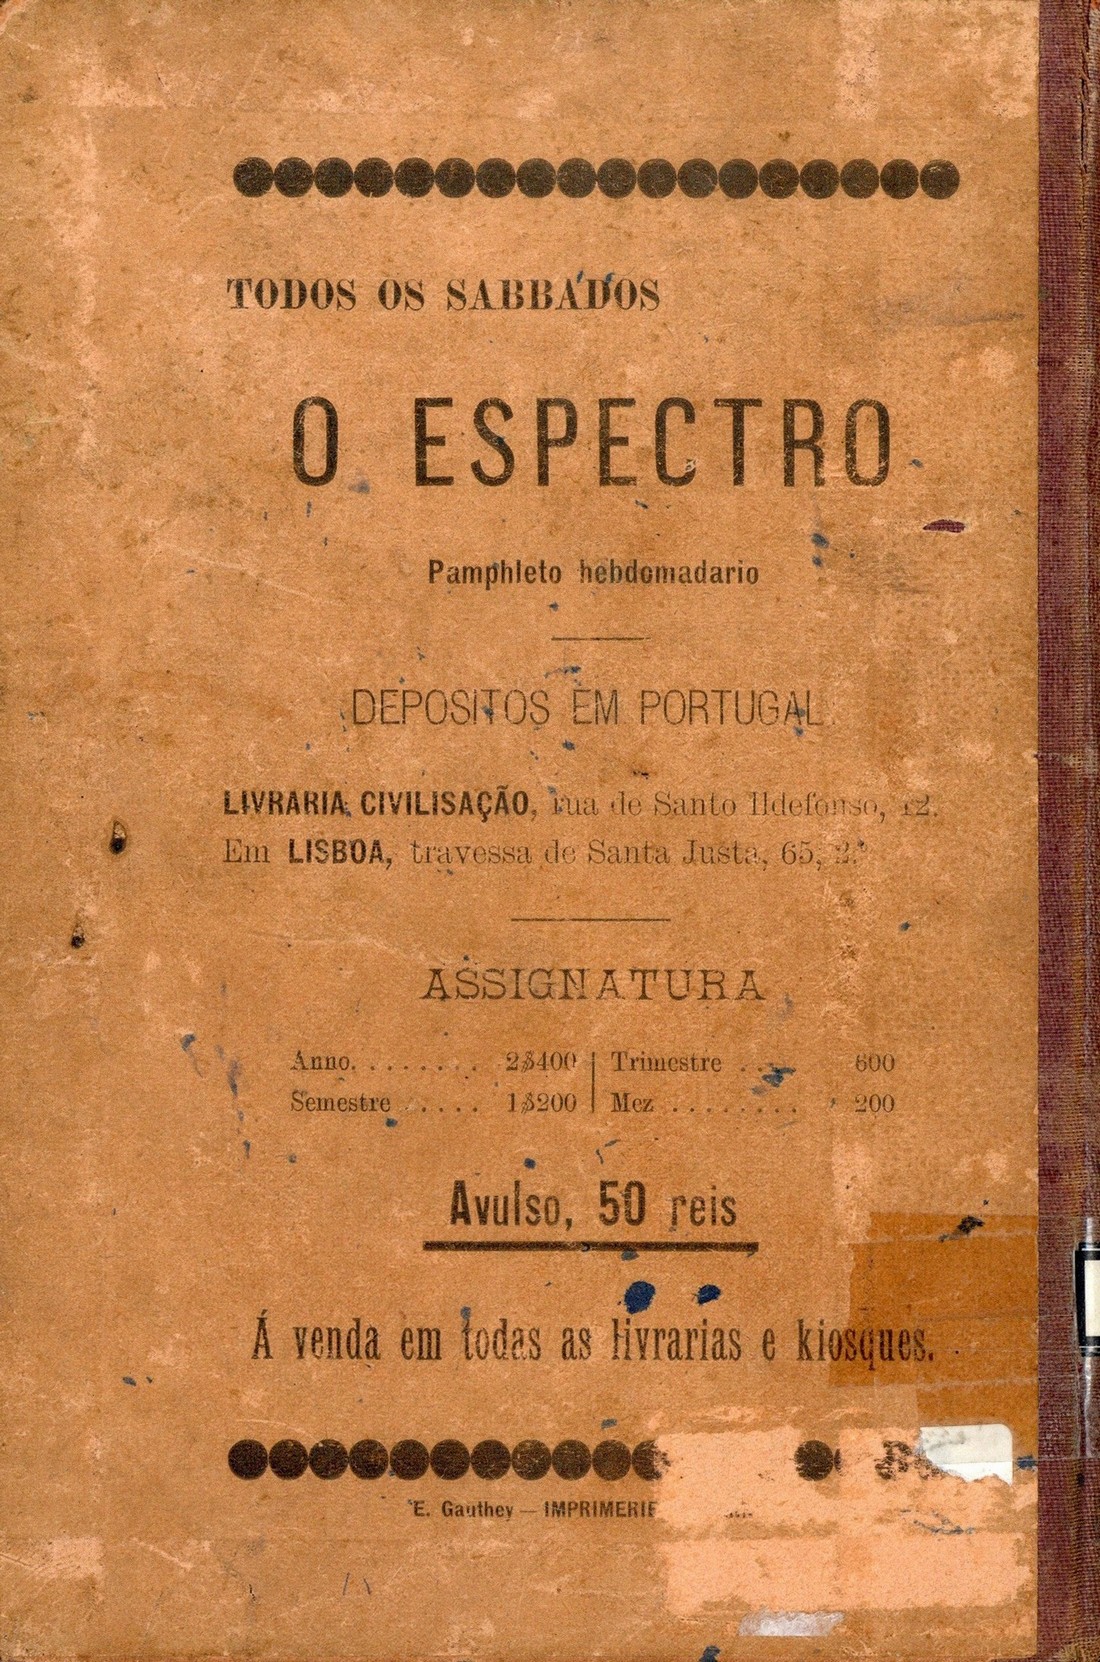 TODOS OS SABBADOS
O ESPECTRO
Pamphleto hebdomadario
DEPOSITOS EM PORTUGAL
LIVRARIA CIVILISAÇÃO, rua de Santo Ildefonso, 12.
Em LISBOA, travessa de Santa Justa, 65, 2.º
ASSIGNATURA
Anno. . . . . . . . 2$400 | Trimestre . . . 600
Semestre . . . . . 1$200 | Mez . . . . . . . . 200
Avulso, 50 reis
Á venda em todas as livrarias e kiosques.
E. Gauthey — IMPRIMERIE